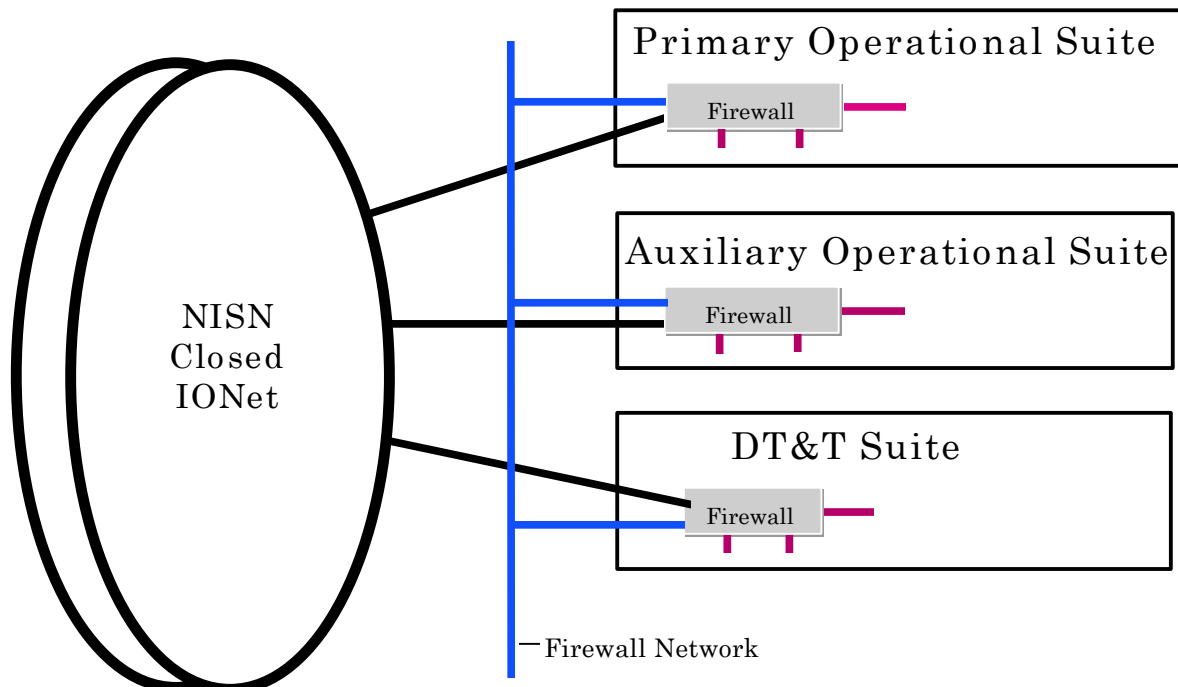 Primary Operational Suite
Firewall
Auxiliary Operational Suite
Firewall
NISN
Closed
IONet
DT&T Suite
Firewall
Firewall Network